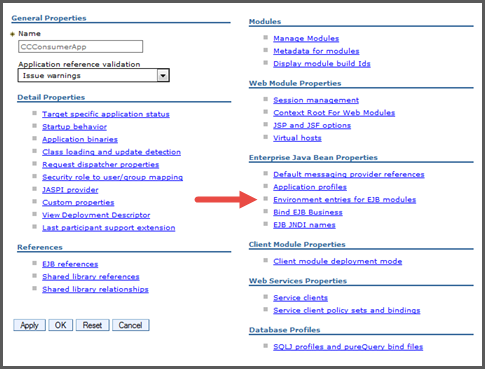 General Properties
Name
CCConsumerApp
Application reference validation
Issue warnings
Detail Properties
Target specific application status
Startup behavior
Application binaries
Class loading and update detection
Request dispatcher properties
Security role to user/group mapping
JASPI provider
Custom properties
View Deployment Descriptor
Last participant support extension
References
EJB references
Shared library references
Shared library relationships
Apply OK Reset Cancel
Modules
Manage Modules
Metadata for modules
Display module build Ids
Web Module Properties
Session management
Context Root For Web Modules
JSP and JSF options
Virtual hosts
Enterprise Java Bean Properties
Default messaging provider references
Application profiles
Environment entries for EJB modules
Bind EJB Business
EJB JNDI names
Client Module Properties
Client module deployment mode
Web Services Properties
Service clients
Service client policy sets and bindings
Database Profiles
SQLJ profiles and pureQuery bind files